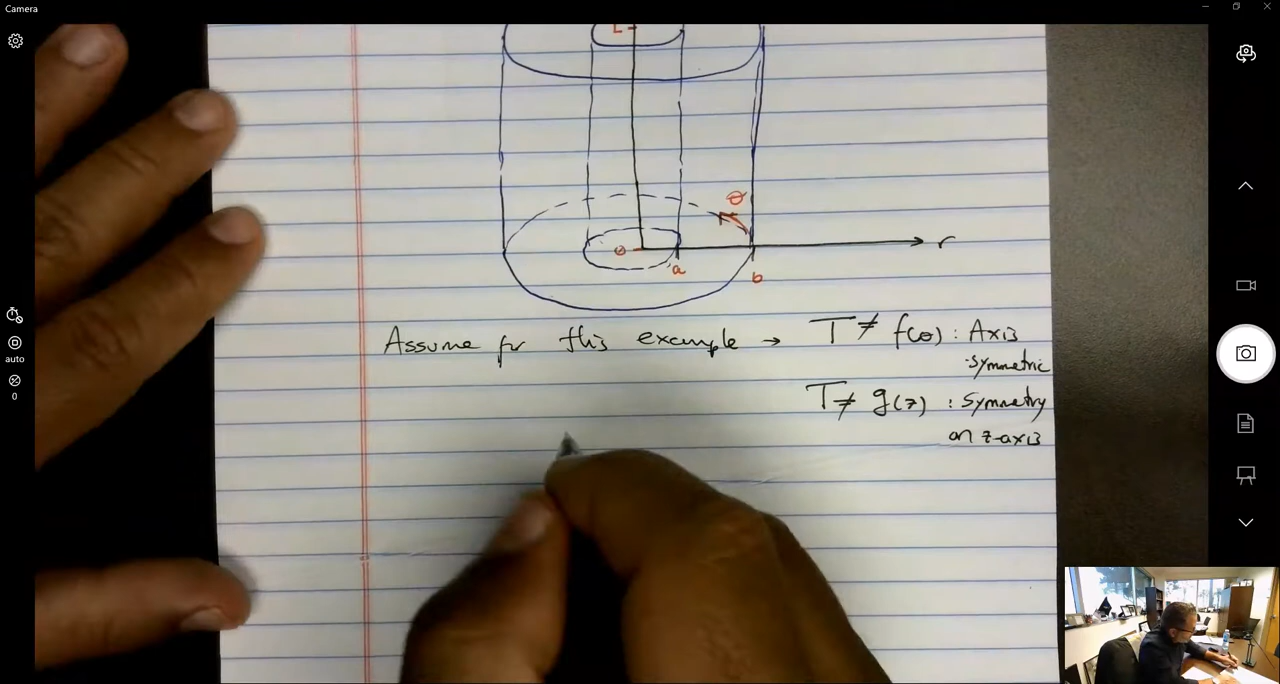 Camera
L
θ
o
a
b
r
Assume for this example → T ≠ f(θ) : Axis
-symmetric
T ≠ g(z) : Symmetry
on z-axis
auto
0